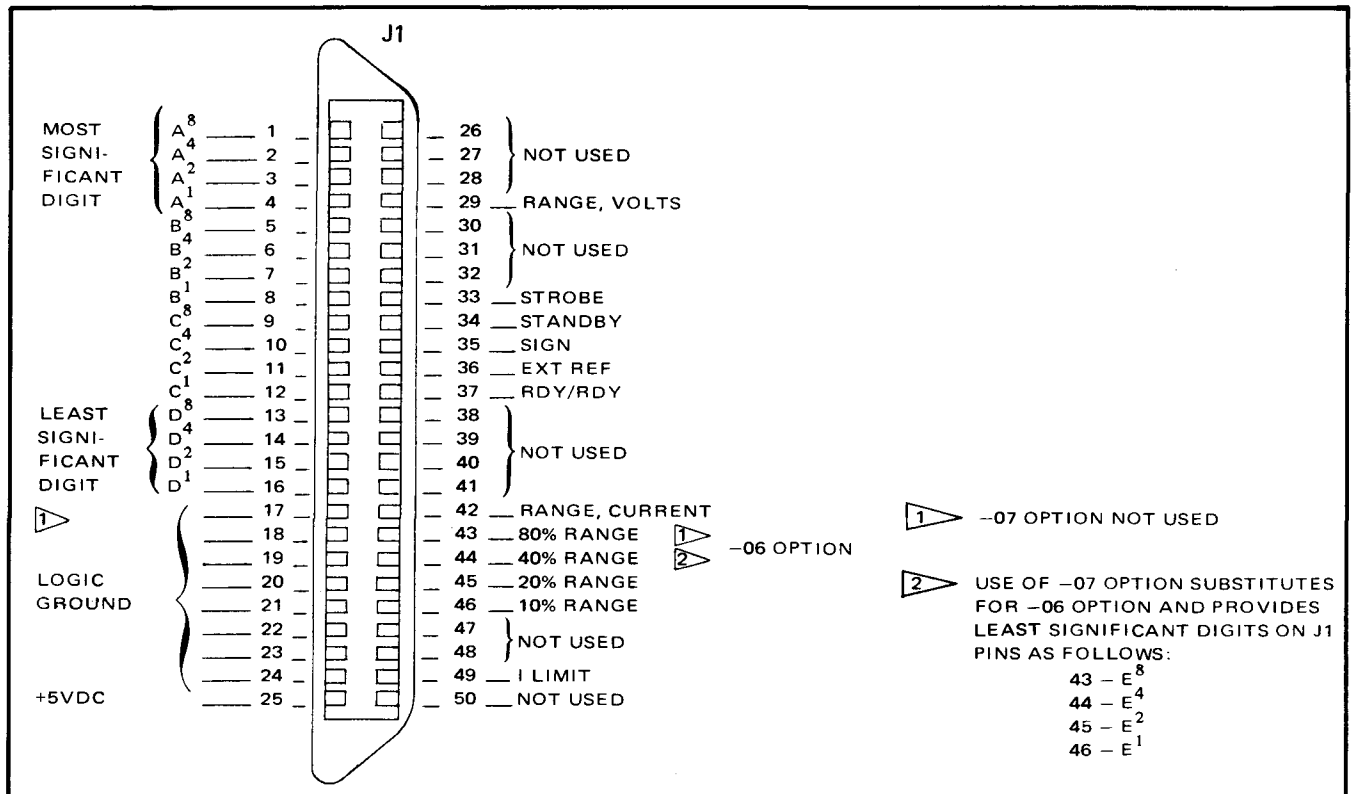 J1
MOST SIGNI- FICANT DIGIT
A8 1
A4 2
A2 3
A1 4
B8 5
B4 6
B2 7
B1 8
C8 9
C4 10
C2 11
C1 12
LEAST SIGNI- FICANT DIGIT
D8 13
D4 14
D2 15
D1 16
1
LOGIC GROUND
17
18
19
20
21
22
23
24
+5VDC 25
26
27
28
NOT USED
29 RANGE, VOLTS
30
31
32
NOT USED
33 STROBE
34 STANDBY
35 SIGN
36 EXT REF
37 RDY/RDY
38
39
40
41
NOT USED
42 RANGE, CURRENT
43 80% RANGE 1
44 40% RANGE 2
-06 OPTION
45 20% RANGE
46 10% RANGE
47
48
NOT USED
49 I LIMIT
50 NOT USED
1 -07 OPTION NOT USED
2 USE OF -07 OPTION SUBSTITUTES
FOR -06 OPTION AND PROVIDES
LEAST SIGNIFICANT DIGITS ON J1
PINS AS FOLLOWS:
43 - E8
44 - E4
45 - E2
46 - E1